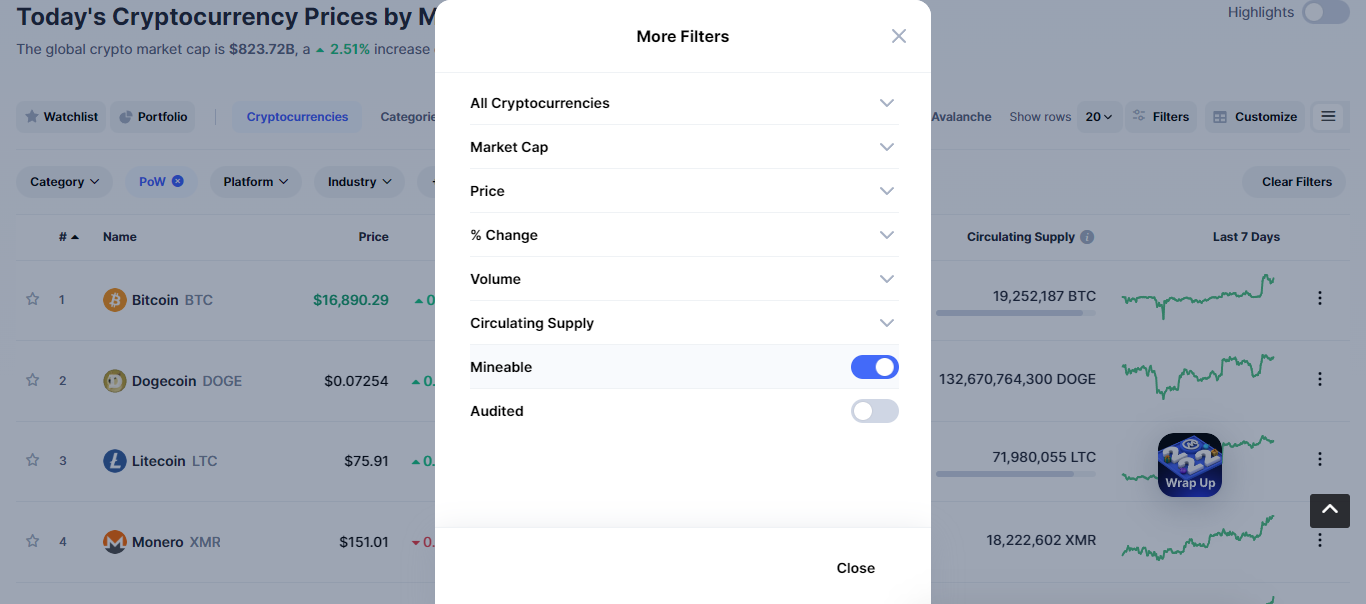 Today's Cryptocurrency Prices by M
Highlights
The global crypto market cap is $823.72B, a 2.51% increase
More Filters
Watchlist Portfolio Cryptocurrencies Categorie Avalanche Show rows 20 Filters Customize
Category PoW Platform Industry Clear Filters
# Name Price Circulating Supply Last 7 Days
1 Bitcoin BTC $16,890.29 0 19,252,187 BTC
2 Dogecoin DOGE $0.07254 0. 132,670,764,300 DOGE
3 Litecoin LTC $75.91 0. 71,980,055 LTC
4 Monero XMR $151.01 0. 18,222,602 XMR
All Cryptocurrencies
Market Cap
Price
% Change
Volume
Circulating Supply
Mineable
Audited
Close
2022
Wrap Up